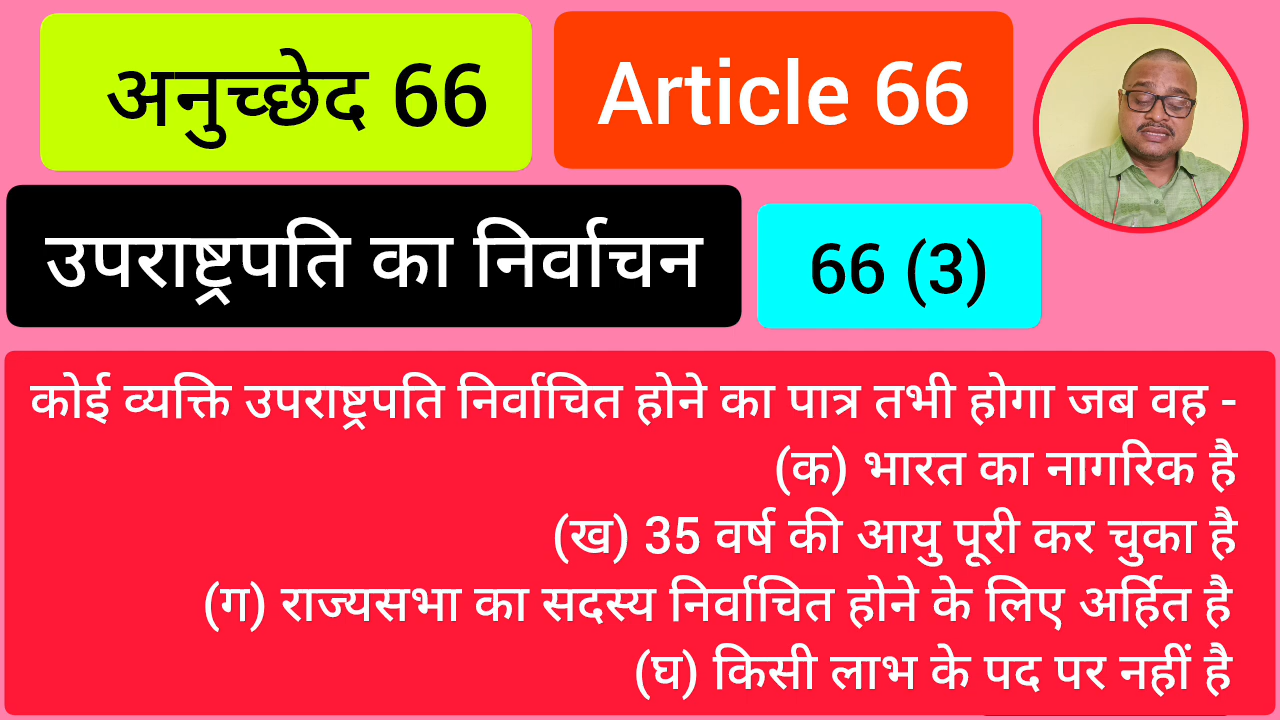 अनुच्छेद 66
Article 66
उपराष्ट्रपति का निर्वाचन
66 (3)
कोई व्यक्ति उपराष्ट्रपति निर्वाचित होने का पात्र तभी होगा जब वह -
(क) भारत का नागरिक है
(ख) 35 वर्ष की आयु पूरी कर चुका है
(ग) राज्यसभा का सदस्य निर्वाचित होने के लिए अर्हित है
(घ) किसी लाभ के पद पर नहीं है